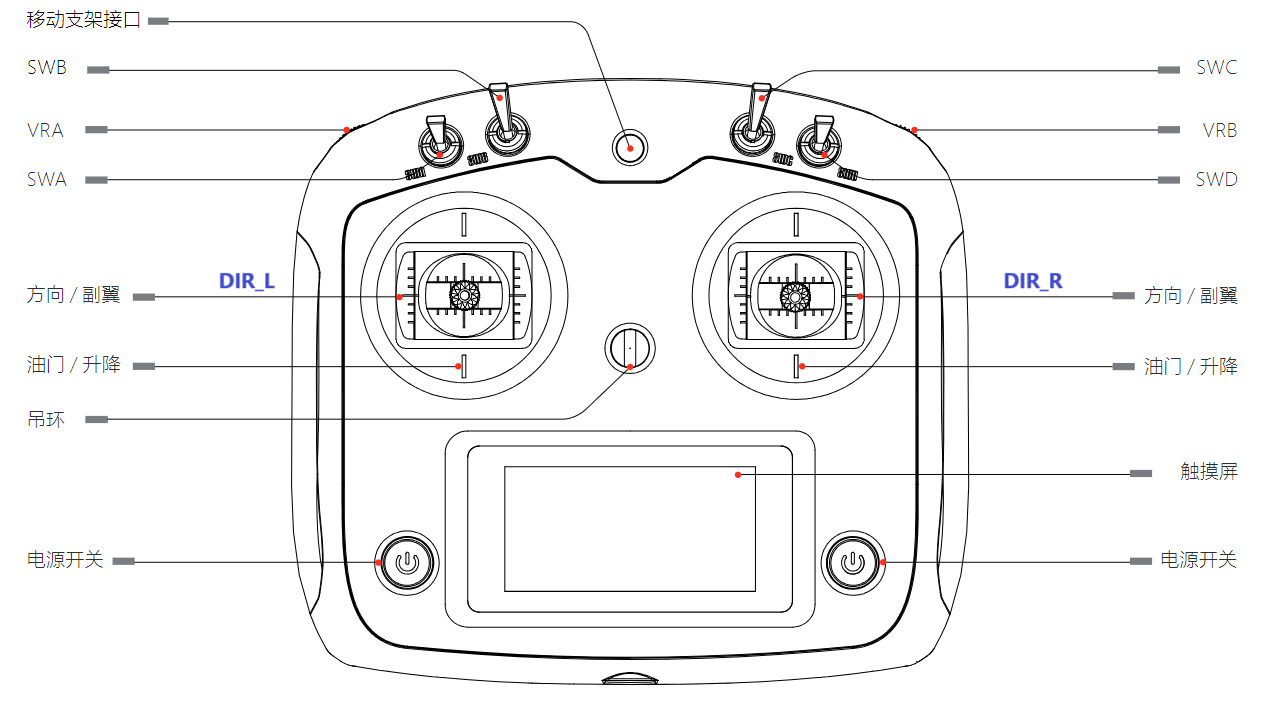 移动支架接口
SWB
SWC
VRA
VRB
SWA
SWD
DIR_L
DIR_R
方向 / 副翼
方向 / 副翼
油门 / 升降
油门 / 升降
吊环
触摸屏
电源开关
电源开关